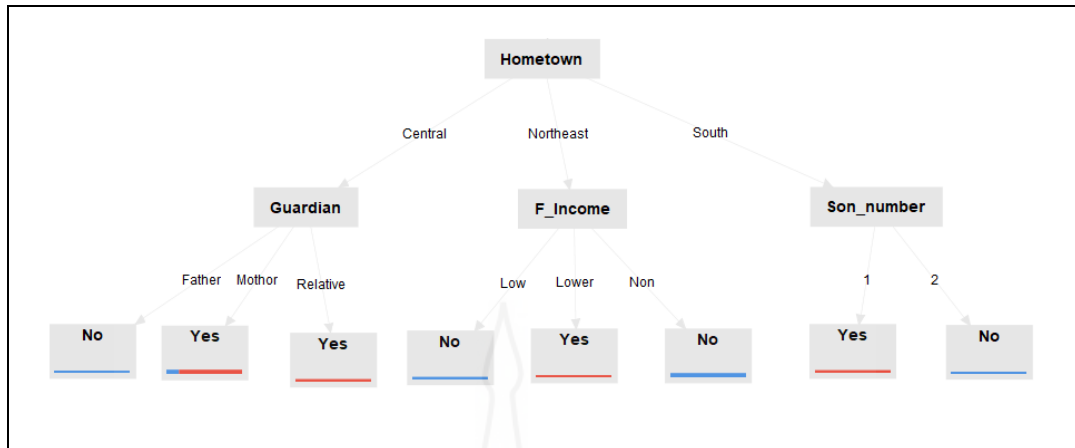 Hometown
Central
Northeast
South
Guardian
F_Income
Son_number
Father
Mothor
Relative
Low
Lower
Non
1
2
No
Yes
Yes
No
Yes
No
Yes
No